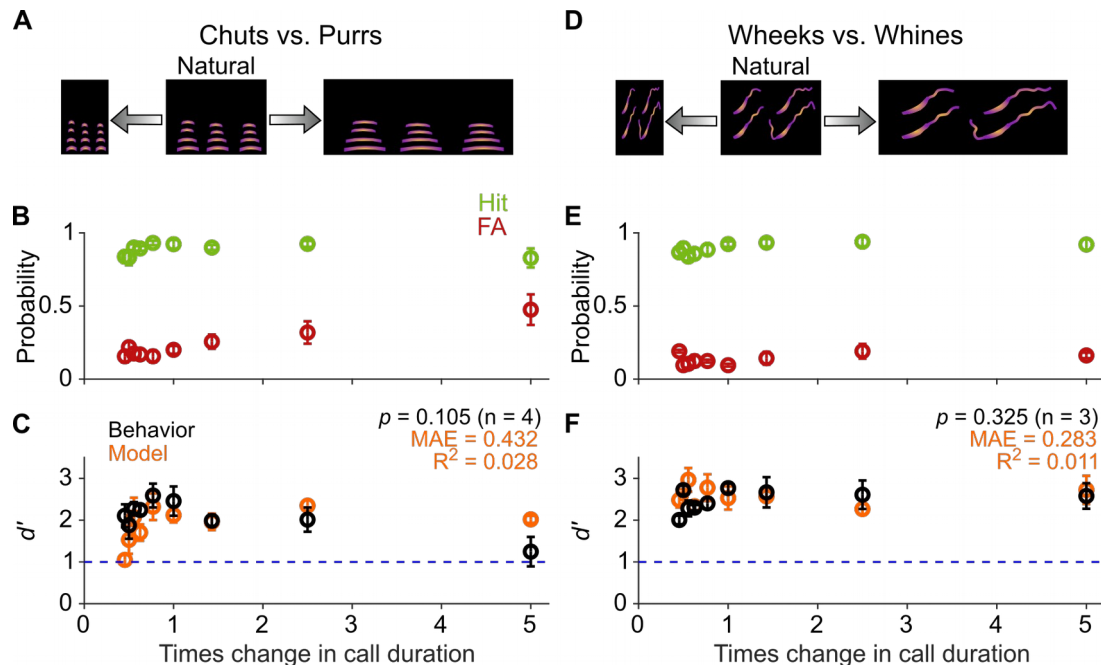 A
Chuts vs. Purrs
Natural
B
Hit
FA
Probability
1
0.5
0
C
Behavior
Model
p = 0.105 (n = 4)
MAE = 0.432
R² = 0.028
d′
3
2
1
0
0 1 2 3 4 5
Times change in call duration
D
Wheeks vs. Whines
Natural
E
Probability
1
0.5
0
F
p = 0.325 (n = 3)
MAE = 0.283
R² = 0.011
d′
3
2
1
0
0 1 2 3 4 5
Times change in call duration